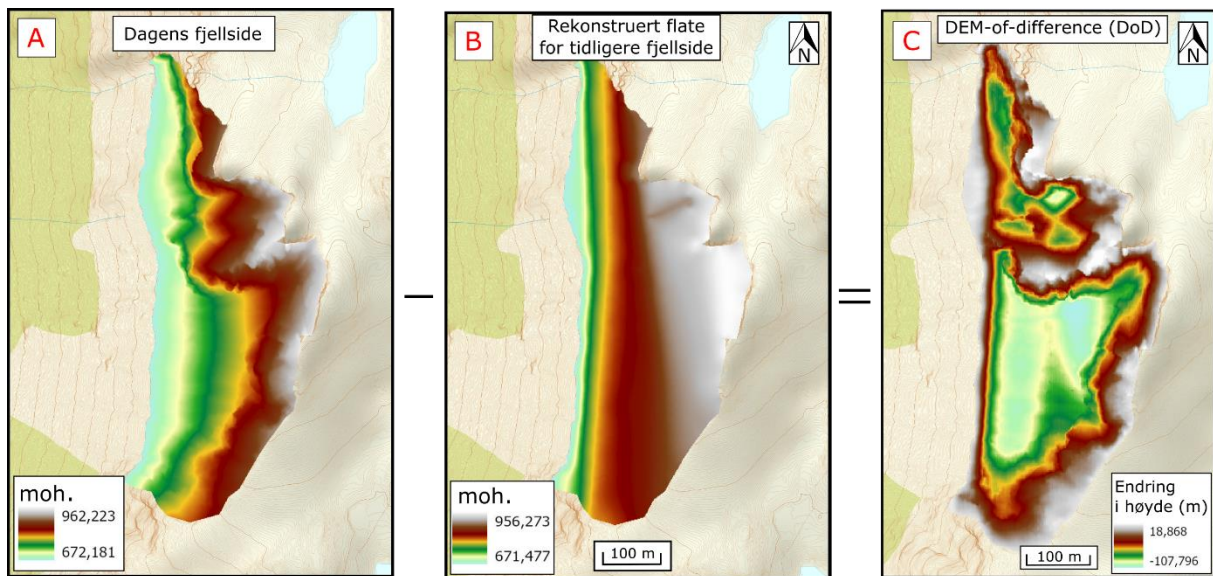 A
Dagens fjellside
moh.
962,223
672,181
−
B
Rekonstruert flate
for tidligere fjellside
N
moh.
956,273
671,477
100 m
=
C
DEM-of-difference (DoD)
N
Endring
i høyde (m)
18,868
-107,796
100 m